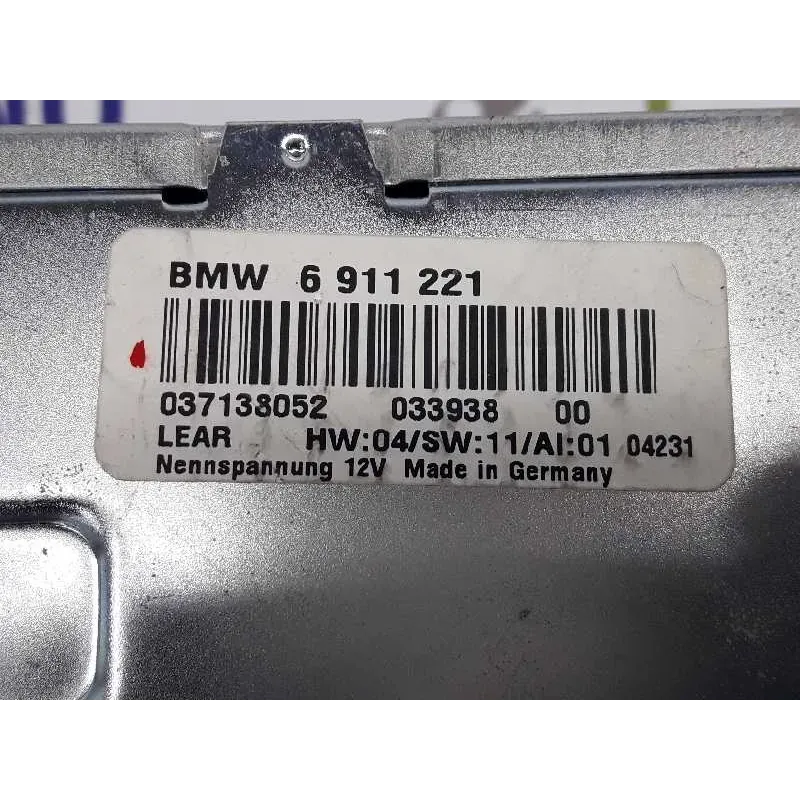 BMW 6 911 221
037138052 033938 00
LEAR HW:04/SW:11/AI:01 04231
Nennspannung 12V Made in Germany